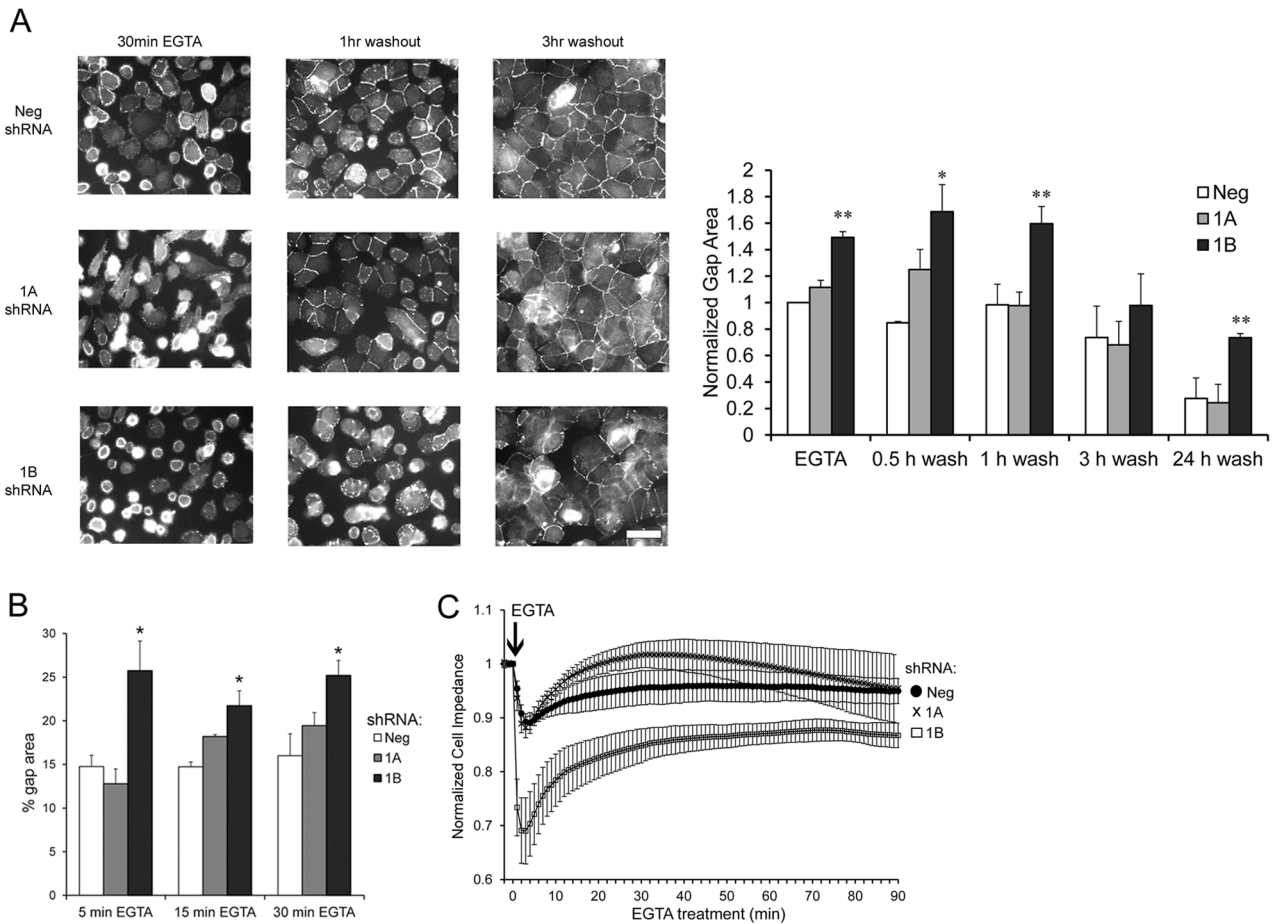 A
30min EGTA
1hr washout
3hr washout
Neg
shRNA
1A
shRNA
1B
shRNA
Normalized Gap Area
2
1.8
1.6
1.4
1.2
1
0.8
0.6
0.4
0.2
0
**
*
**
**
Neg
1A
1B
EGTA
0.5 h wash
1 h wash
3 h wash
24 h wash
B
% gap area
30
25
20
15
10
5
0
*
*
*
shRNA:
Neg
1A
1B
5 min EGTA
15 min EGTA
30 min EGTA
C
Normalized Cell Impedance
1.1
1
0.9
0.8
0.7
0.6
EGTA
shRNA:
Neg
1A
1B
0
10
20
30
40
50
60
70
80
90
EGTA treatment (min)